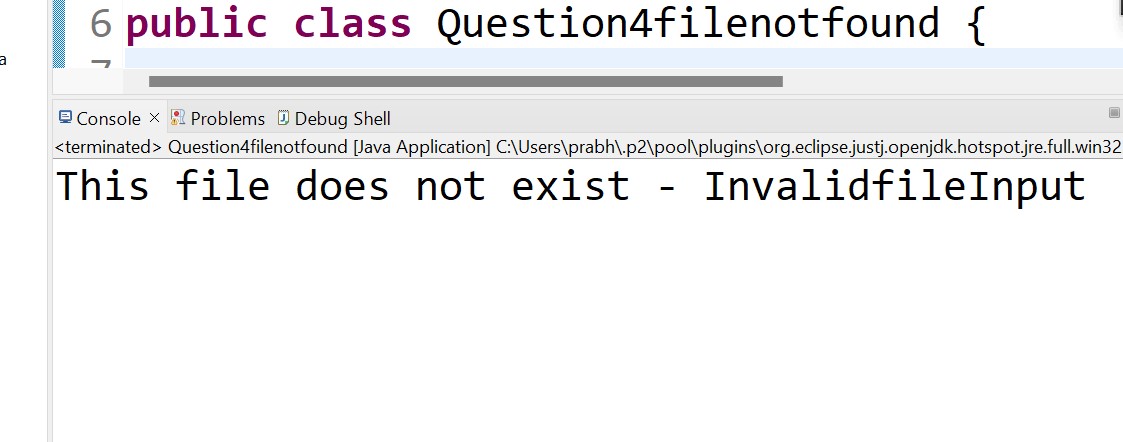 a
6 public class Question4filenotfound {
Console Problems Debug Shell
<terminated> Question4filenotfound [Java Application] C:\Users\prabh\.p2\pool\plugins\org.eclipse.justj.openjdk.hotspot.jre.full.win32
This file does not exist - InvalidfileInput